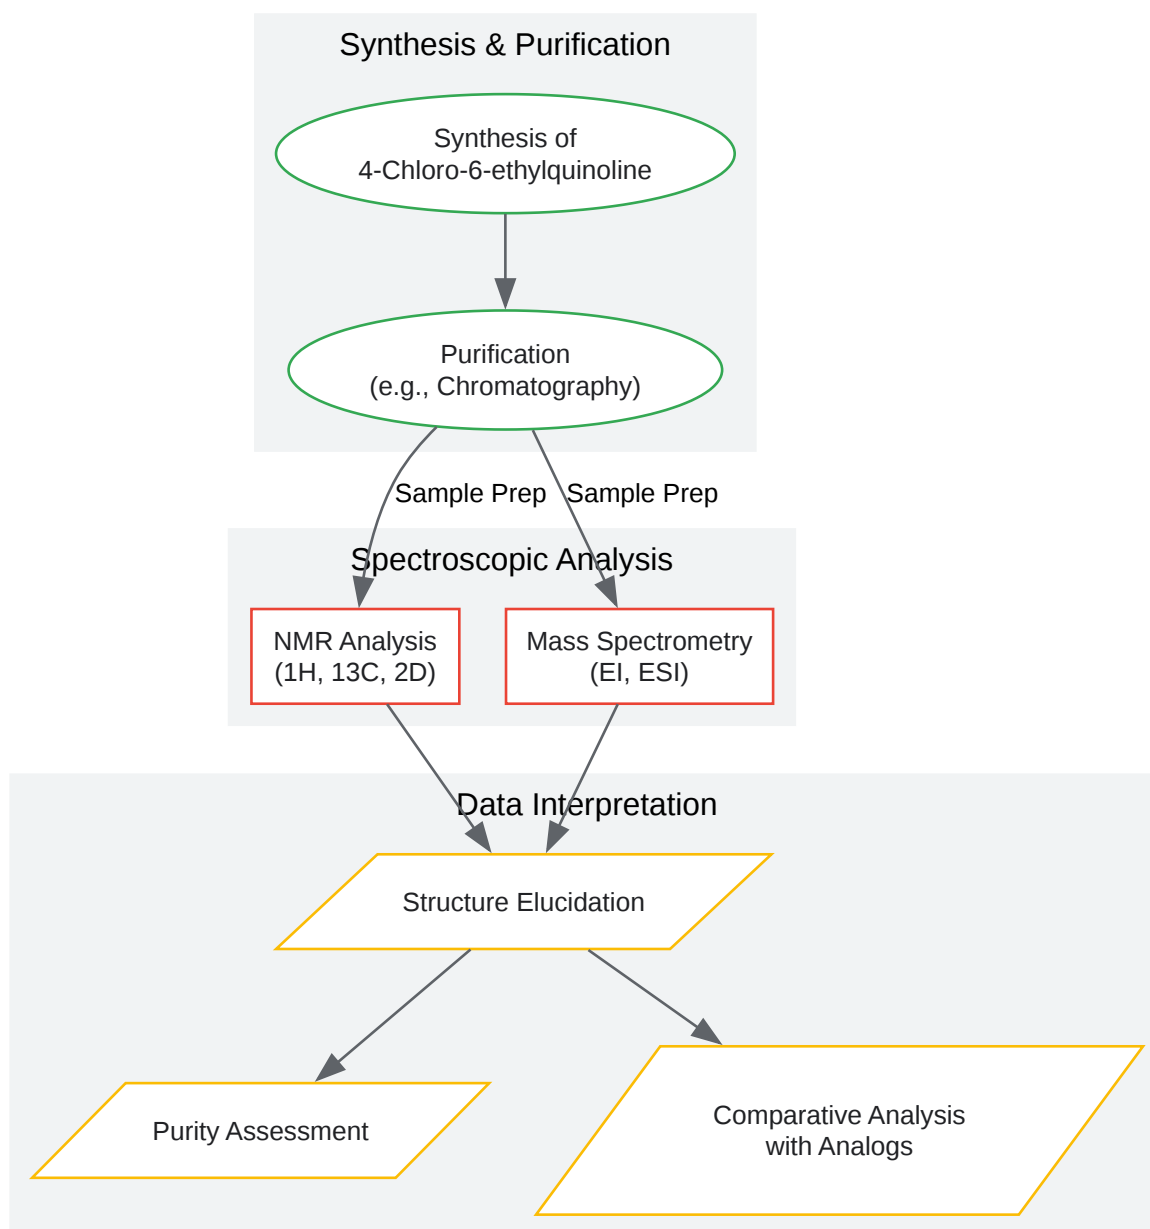 Synthesis & Purification
Synthesis of
4-Chloro-6-ethylquinoline
Purification
(e.g., Chromatography)
Sample Prep
Sample Prep
Spectroscopic Analysis
NMR Analysis
(1H, 13C, 2D)
Mass Spectrometry
(EI, ESI)
Data Interpretation
Structure Elucidation
Purity Assessment
Comparative Analysis
with Analogs